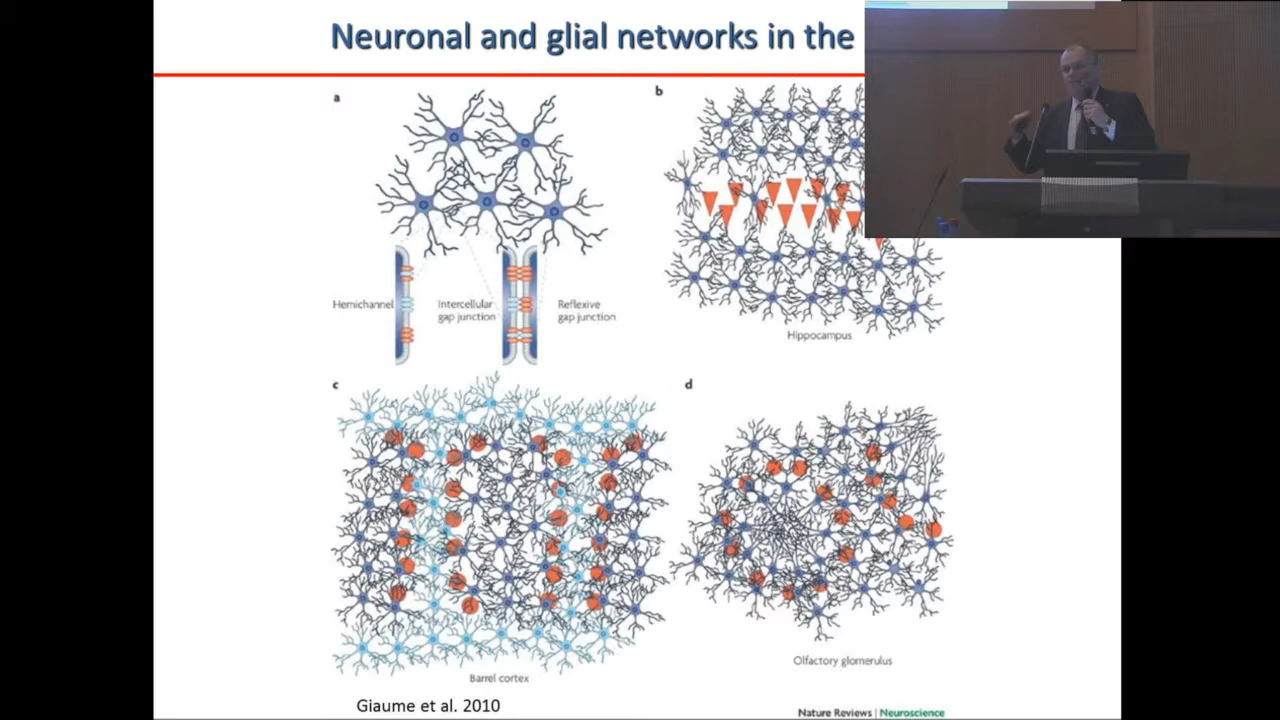 Neuronal and glial networks in the
a
b
Hemichannel
Intercellular
gap junction
Reflexive
gap junction
Hippocampus
c
d
Barrel cortex
Olfactory glomerulus
Giaume et al. 2010
Nature Reviews | Neuroscience